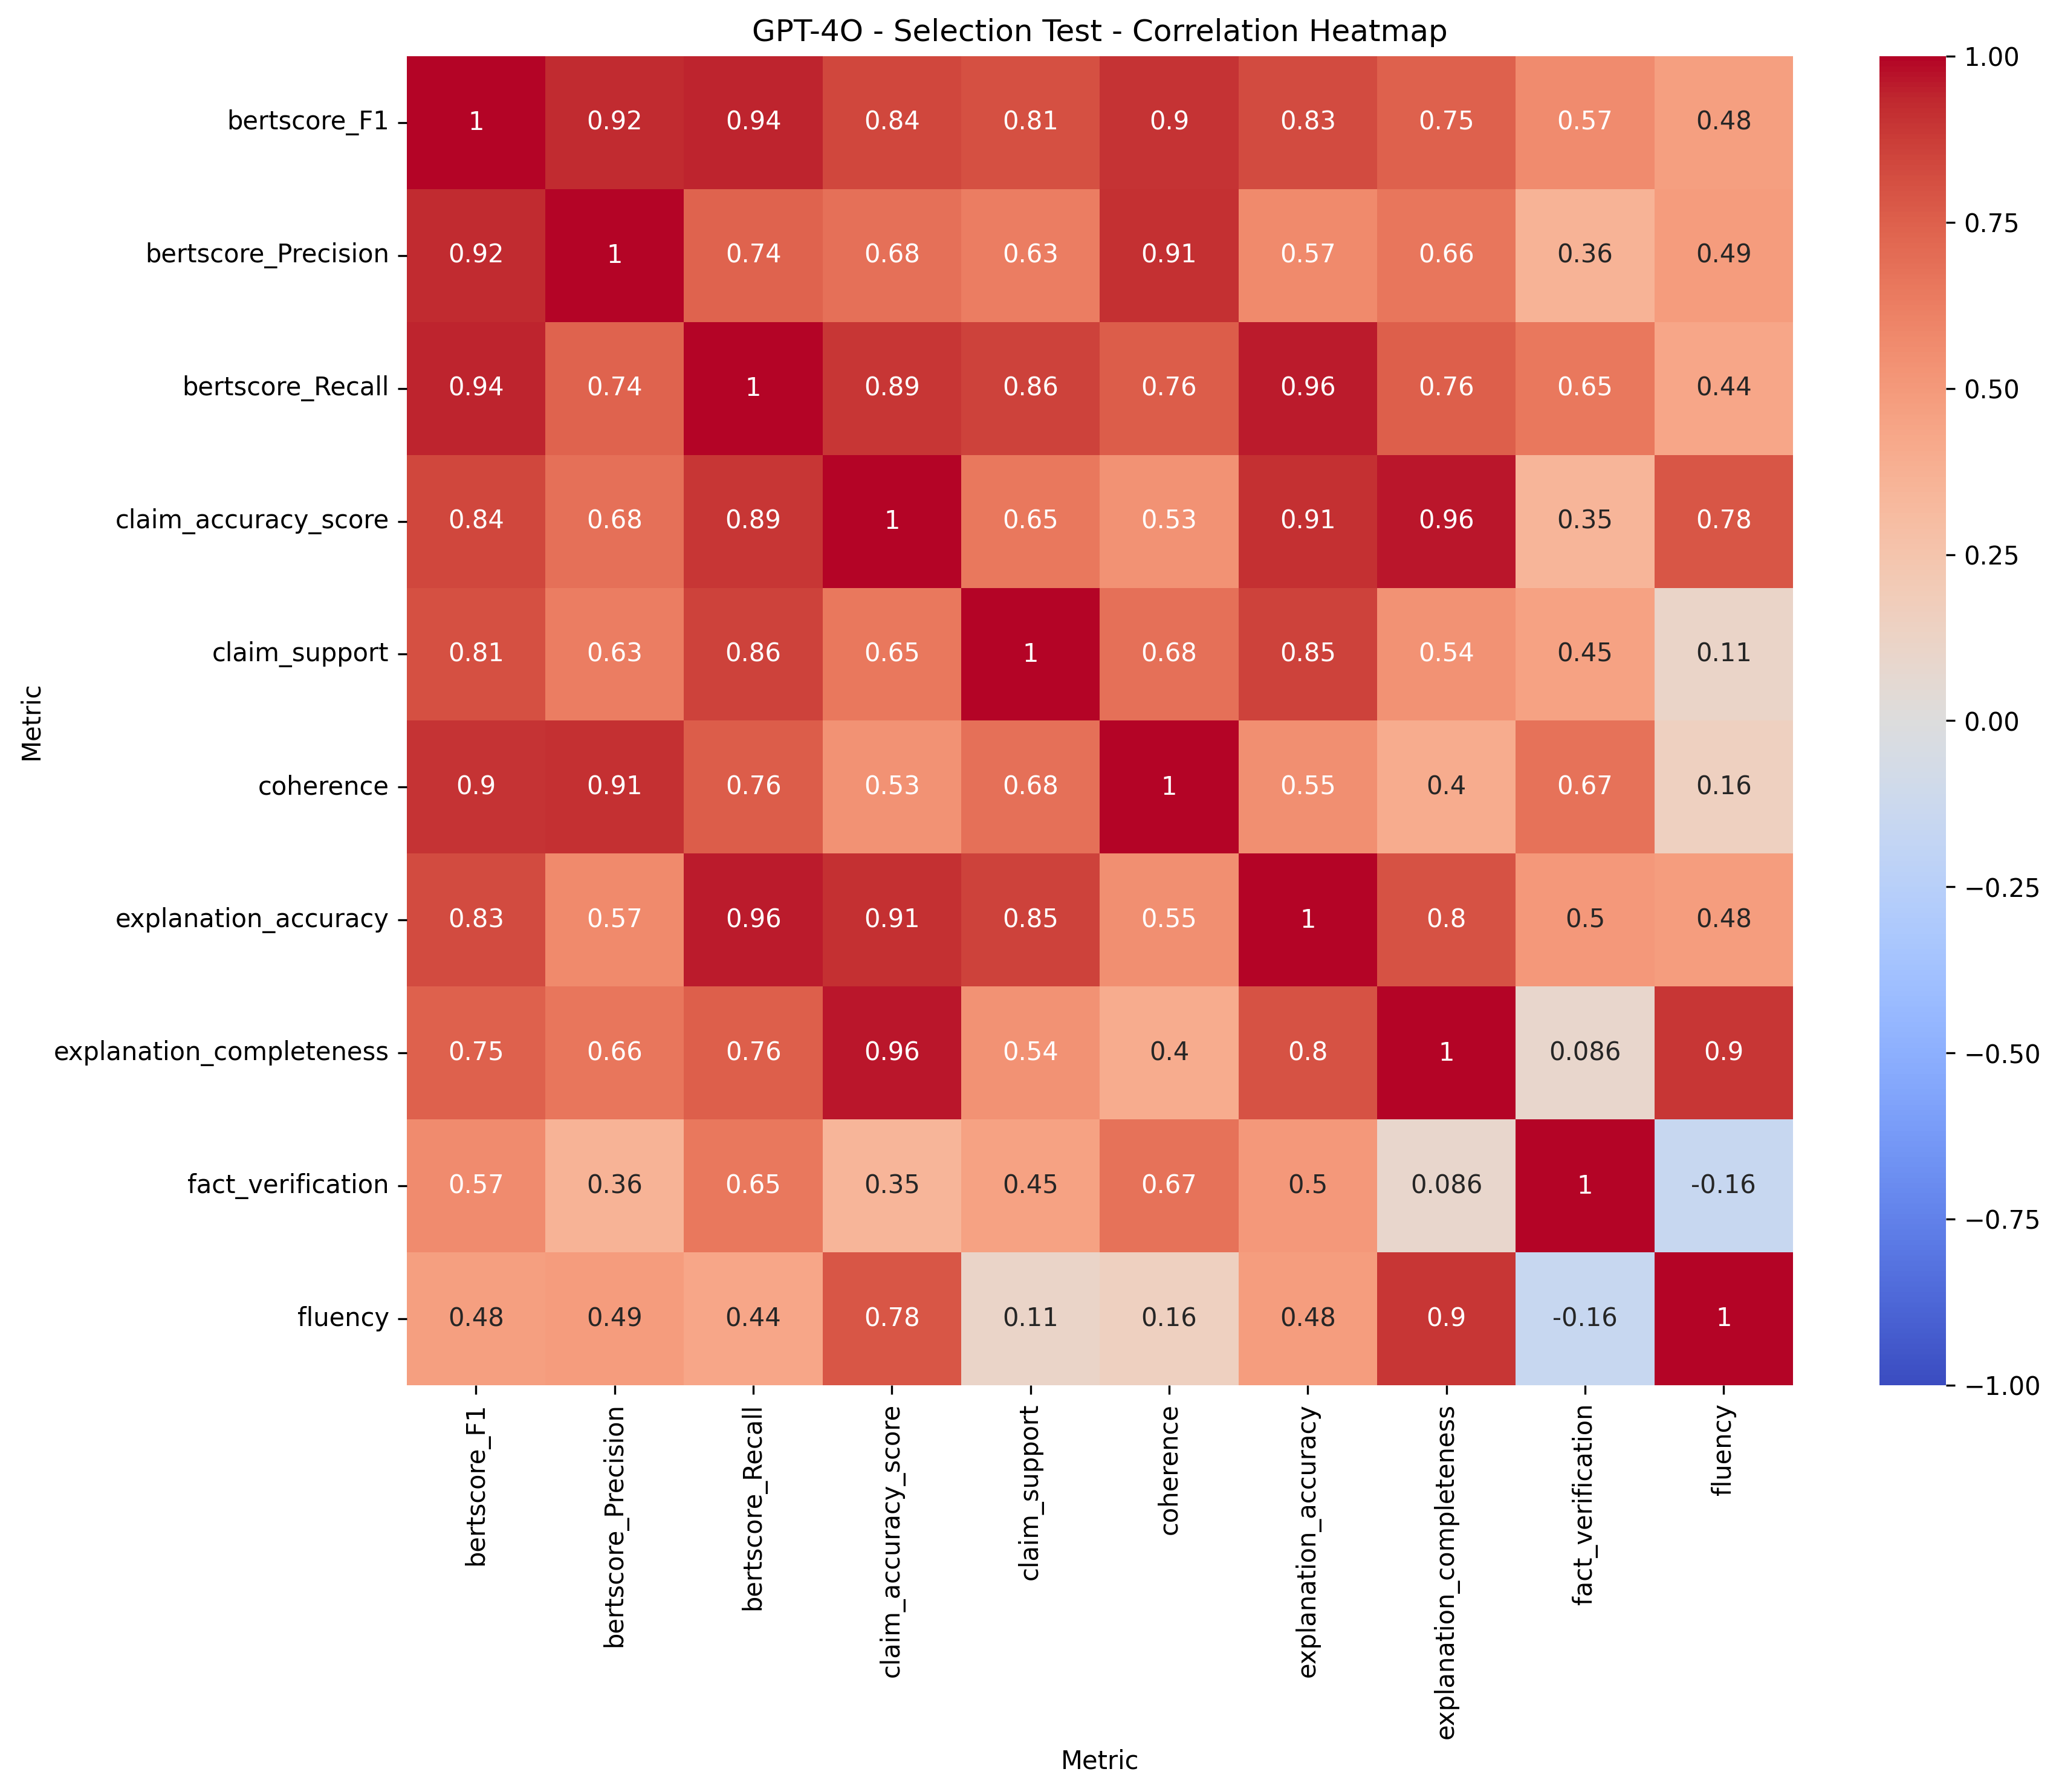 GPT-4O - Selection Test - Correlation Heatmap
bertscore_F1 1 0.92 0.94 0.84 0.81 0.9 0.83 0.75 0.57 0.48
bertscore_Precision 0.92 1 0.74 0.68 0.63 0.91 0.57 0.66 0.36 0.49
bertscore_Recall 0.94 0.74 1 0.89 0.86 0.76 0.96 0.76 0.65 0.44
claim_accuracy_score 0.84 0.68 0.89 1 0.65 0.53 0.91 0.96 0.35 0.78
claim_support 0.81 0.63 0.86 0.65 1 0.68 0.85 0.54 0.45 0.11
coherence 0.9 0.91 0.76 0.53 0.68 1 0.55 0.4 0.67 0.16
explanation_accuracy 0.83 0.57 0.96 0.91 0.85 0.55 1 0.8 0.5 0.48
explanation_completeness 0.75 0.66 0.76 0.96 0.54 0.4 0.8 1 0.086 0.9
fact_verification 0.57 0.36 0.65 0.35 0.45 0.67 0.5 0.086 1 -0.16
fluency 0.48 0.49 0.44 0.78 0.11 0.16 0.48 0.9 -0.16 1
Metric
bertscore_F1
bertscore_Precision
bertscore_Recall
claim_accuracy_score
claim_support
coherence
explanation_accuracy
explanation_completeness
fact_verification
fluency
Metric
1.00
0.75
0.50
0.25
0.00
−0.25
−0.50
−0.75
−1.00